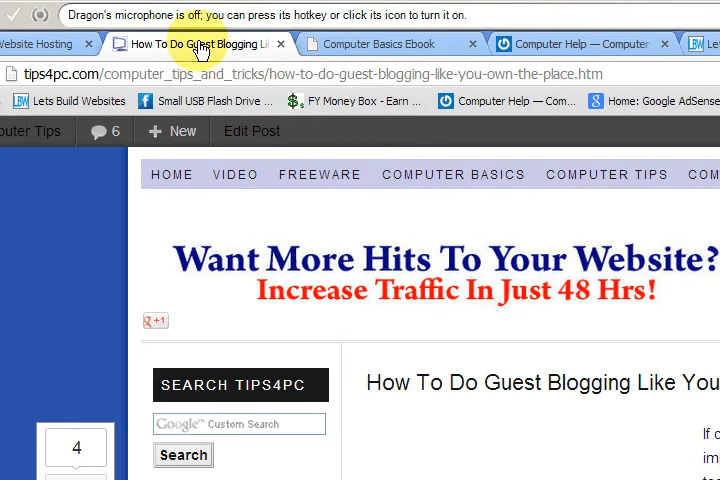 Dragon's microphone is off; you can press its hotkey or click its icon to turn it on.
Website Hosting How To Do Guest Blogging Li Computer Basics Ebook Computer Help — Computer Lets
tips4pc.com/computer_tips_and_tricks/how-to-do-guest-blogging-like-you-own-the-place.htm
Lets Build Websites Small USB Flash Drive ... FY Money Box - Earn ... Computer Help — Com... Home: Google AdSense
outer Tips 6 New Edit Post
HOME VIDEO FREEWARE COMPUTER BASICS COMPUTER TIPS COM
Want More Hits To Your Website?
Increase Traffic In Just 48 Hrs!
g +1
SEARCH TIPS4PC
How To Do Guest Blogging Like You
Google™ Custom Search
If
Search
4